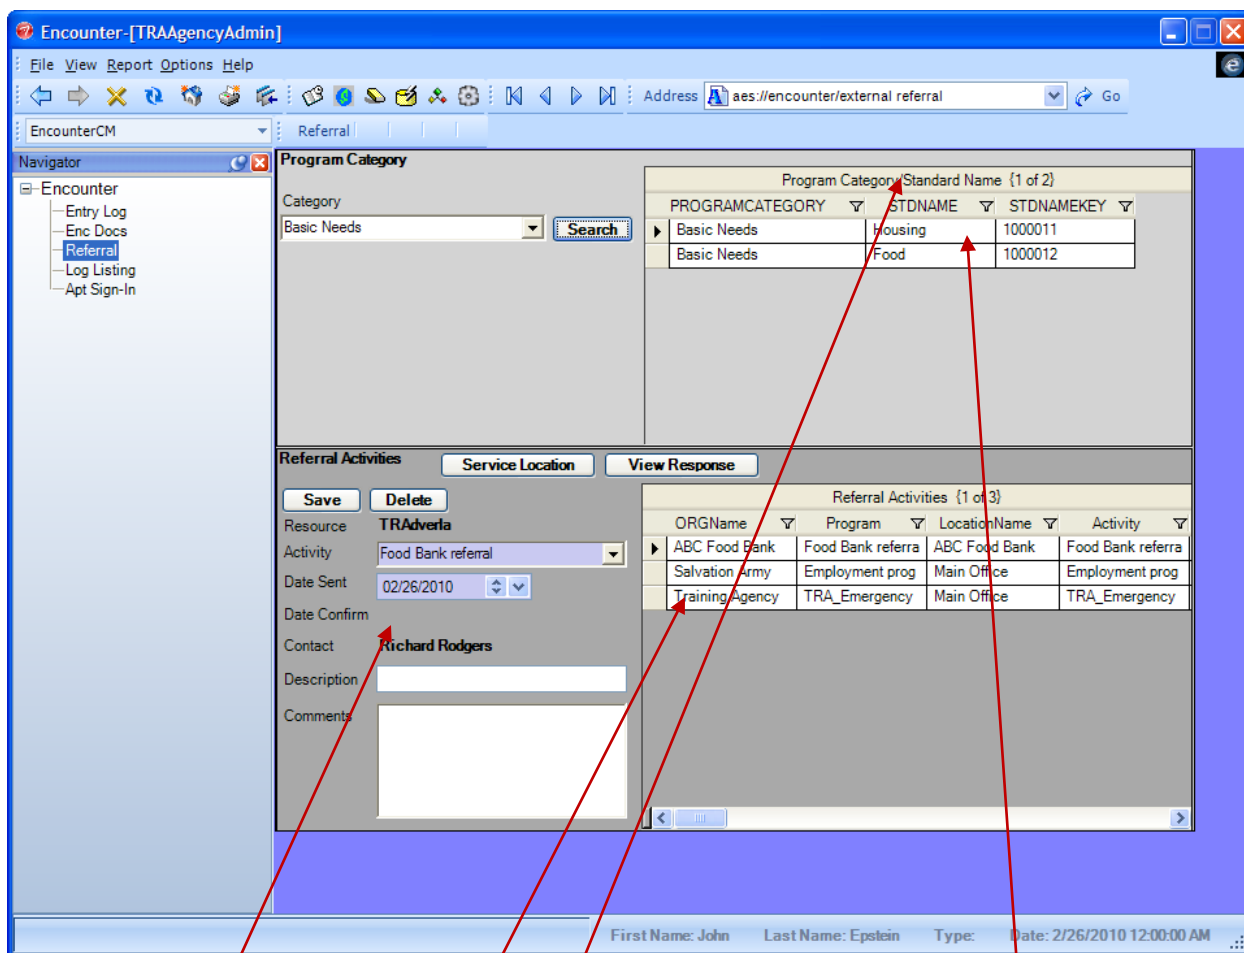 Encounter-[TRAAgencyAdmin]
File View Report Options Help
Address aes://encounter/external referral Go
EncounterCM Referral
Navigator
Encounter
Entry Log
Enc Docs
Referral
Log Listing
Apt Sign-In
Program Category
Category
Basic Needs Search
Program Category/Standard Name {1 of 2}
PROGRAMCATEGORY STDNAME STDNAMEKEY
Basic Needs Housing 1000011
Basic Needs Food 1000012
Referral Activities Service Location View Response
Save Delete
Resource TRAdverla
Activity Food Bank referral
Date Sent 02/26/2010
Date Confirm
Contact Richard Rodgers
Description
Comments
Referral Activities {1 of 3}
ORGName Program LocationName Activity
ABC Food Bank Food Bank referra ABC Food Bank Food Bank referra
Salvation Army Employment prog Main Office Employment prog
Training Agency TRA_Emergency Main Office TRA_Emergency
First Name: John Last Name: Epstein Type: Date: 2/26/2010 12:00:00 AM